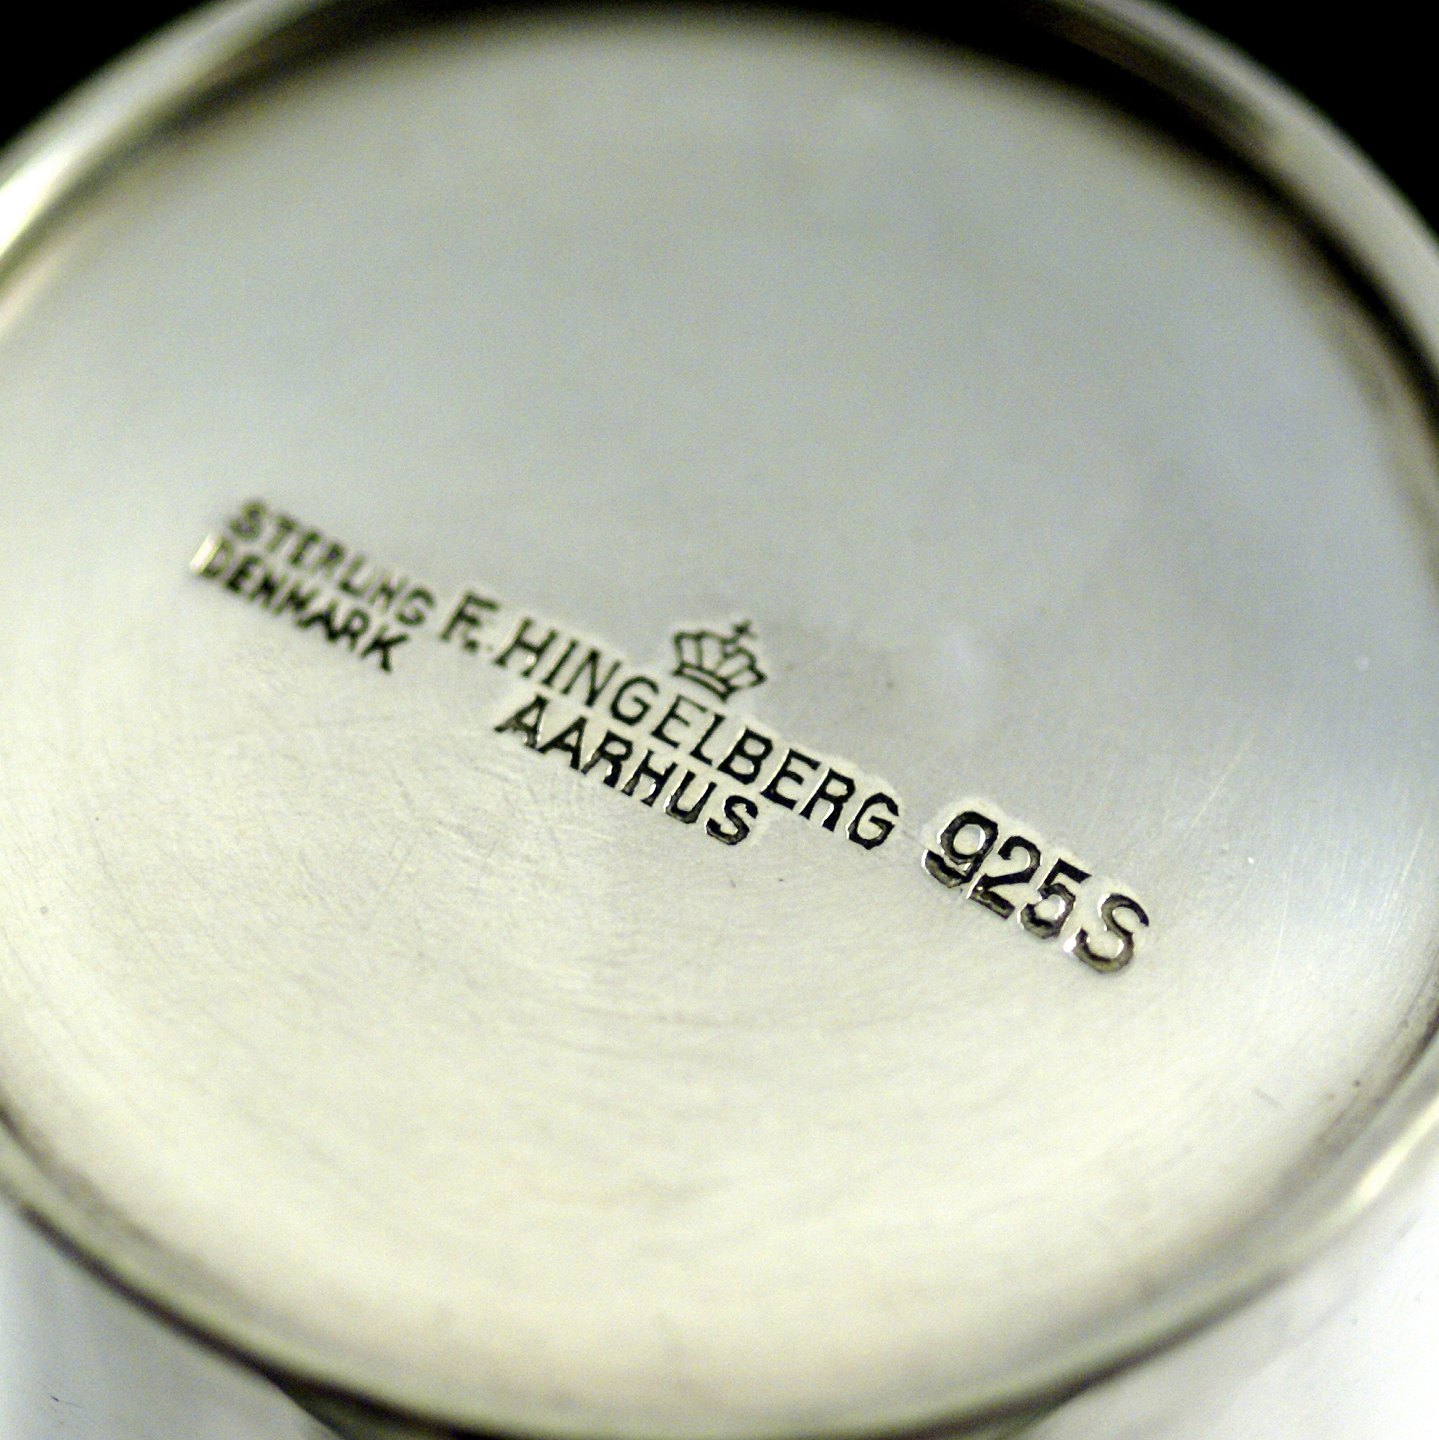 STERLING
DENMARK
F. HINGELBERG
AARHUS
925S